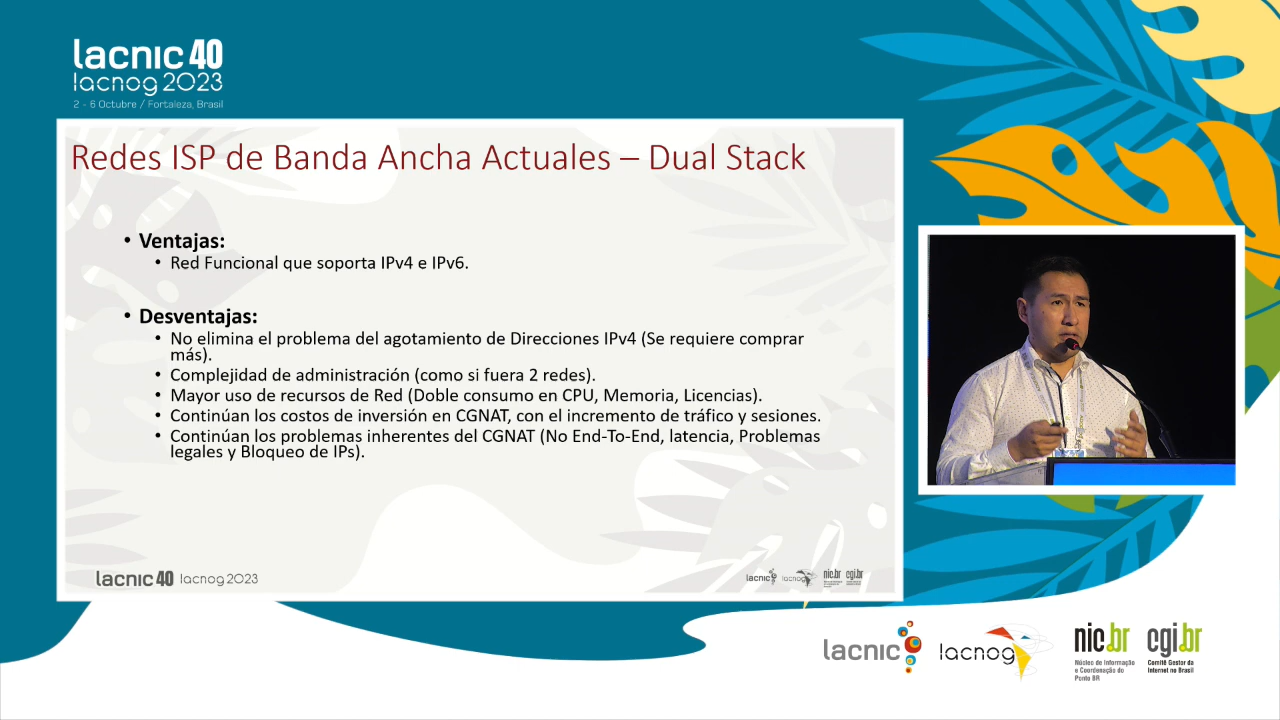 lacnic 40
lacnog 2023
2 - 6 Octubre / Fortaleza, Brasil
Redes ISP de Banda Ancha Actuales – Dual Stack
• Ventajas:
• Red Funcional que soporta IPv4 e IPv6.
• Desventajas:
• No elimina el problema del agotamiento de Direcciones IPv4 (Se requiere comprar
más).
• Complejidad de administración (como si fuera 2 redes).
• Mayor uso de recursos de Red (Doble consumo en CPU, Memoria, Licencias).
• Continúan los costos de inversión en CGNAT, con el incremento de tráfico y sesiones.
• Continúan los problemas inherentes del CGNAT (No End-To-End, latencia, Problemas
legales y Bloqueo de IPs).
lacnic 40 lacnog 2023
lacnic lacnog nic.br cgi.br
lacnic lacnog nic.br cgi.br
Núcleo de Informação
e Coordenação do
Ponto BR
Comitê Gestor da
Internet no Brasil